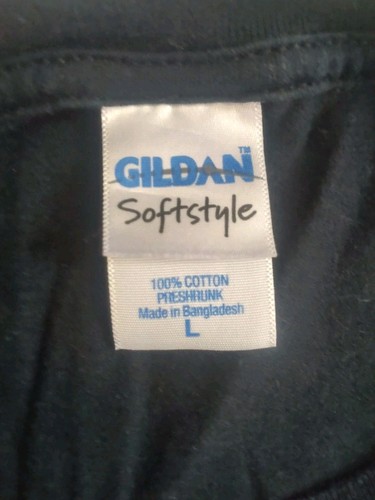 GILDAN™
Softstyle
100% COTTON
PRESHRUNK
Made in Bangladesh
L